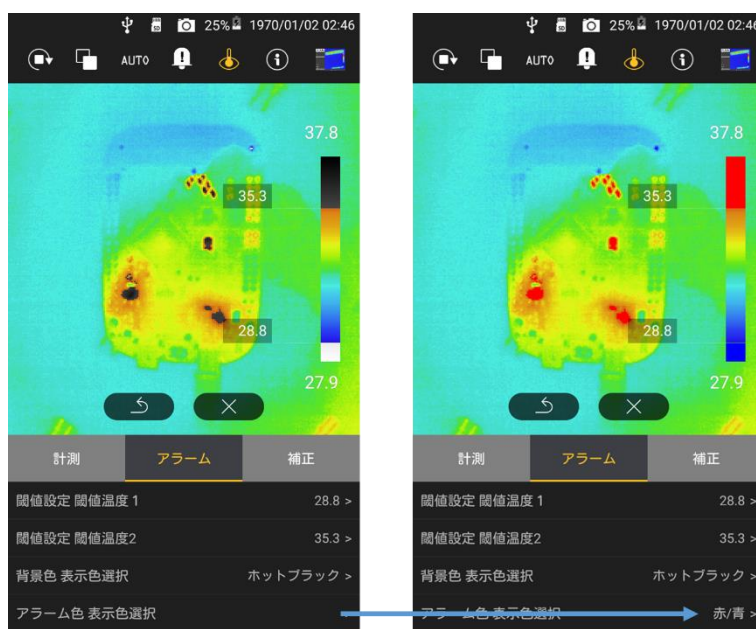 25% 1970/01/02 02:46
AUTO
37.8
35.3
28.8
27.9
計測 アラーム 補正
閾値設定 閾値温度 1 28.8 >
閾値設定 閾値温度2 35.3 >
背景色 表示色選択 ホットブラック >
アラーム色 表示色選択
25% 1970/01/02 02:46
AUTO
37.8
35.3
28.8
27.9
計測 アラーム 補正
閾値設定 閾値温度 1 28.8 >
閾値設定 閾値温度2 35.3 >
背景色 表示色選択 ホットブラック >
アラーム色 表示色選択 赤/青 >